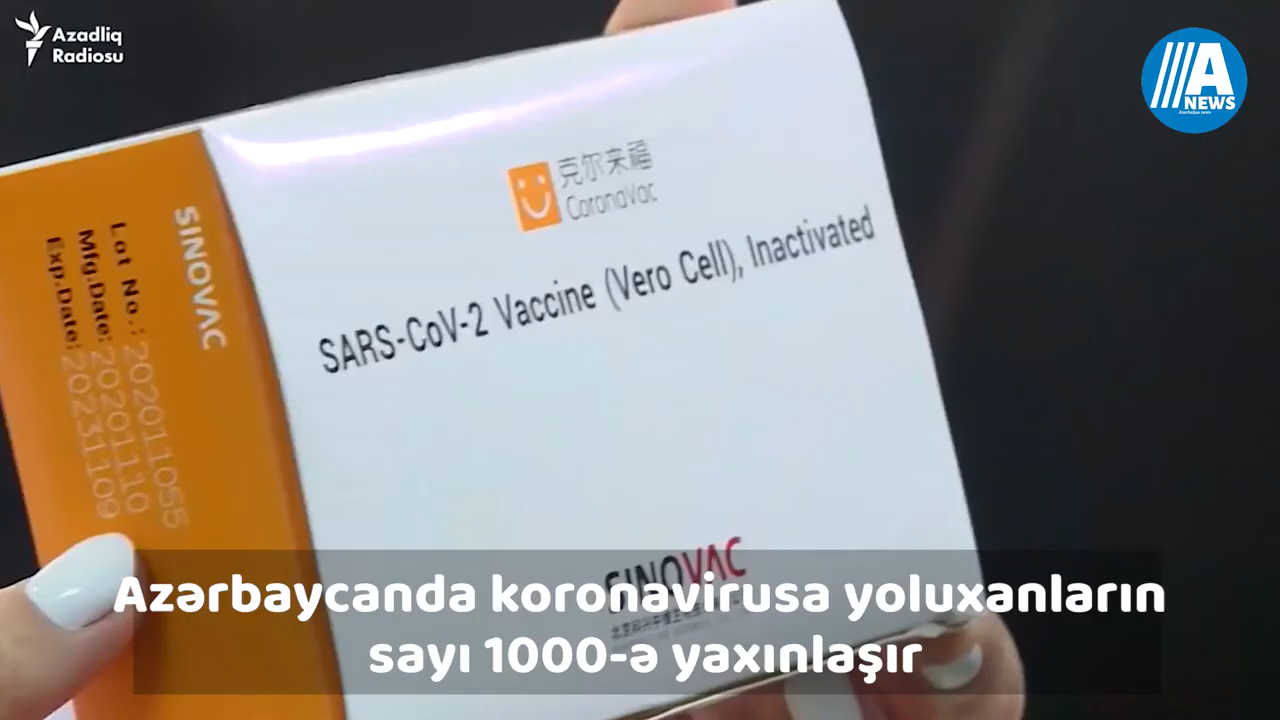 Azadlıq
Radiosu
A
NEWS
克尔来福
CoronaVac
SARS-CoV-2 Vaccine (Vero Cell), Inactivated
SINOVAC
Lot No.: 202011055
Mfg.Date: 20201110
Exp.Date: 20231109
SINOVAC
Azərbaycanda koronavirusa yoluxanların
sayı 1000-ə yaxınlaşır